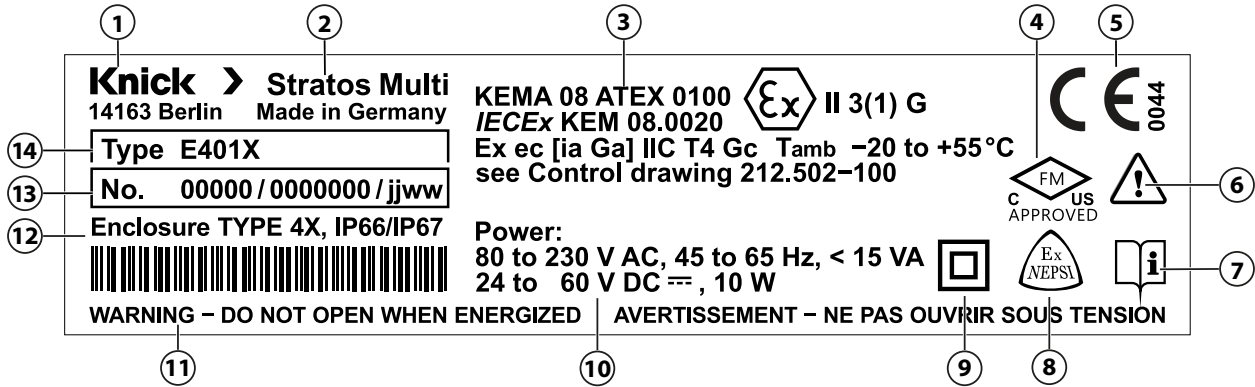 1 2 3 4 5
Knick > Stratos Multi
14163 Berlin Made in Germany
KEMA 08 ATEX 0100 Ex II 3(1) G
IECEx KEM 08.0020
Ex ec [ia Ga] IIC T4 Gc Tamb −20 to +55°C
see Control drawing 212.502−100
CE 0044
14 Type E401X
13 No. 00000/0000000/jjww
12 Enclosure TYPE 4X, IP66/IP67
FM
C US
APPROVED
6
Power:
80 to 230 V AC, 45 to 65 Hz, < 15 VA
24 to 60 V DC ⎓, 10 W
Ex
NEPSI
i 7
WARNING − DO NOT OPEN WHEN ENERGIZED AVERTISSEMENT − NE PAS OUVRIR SOUS TENSION
11 10 9 8